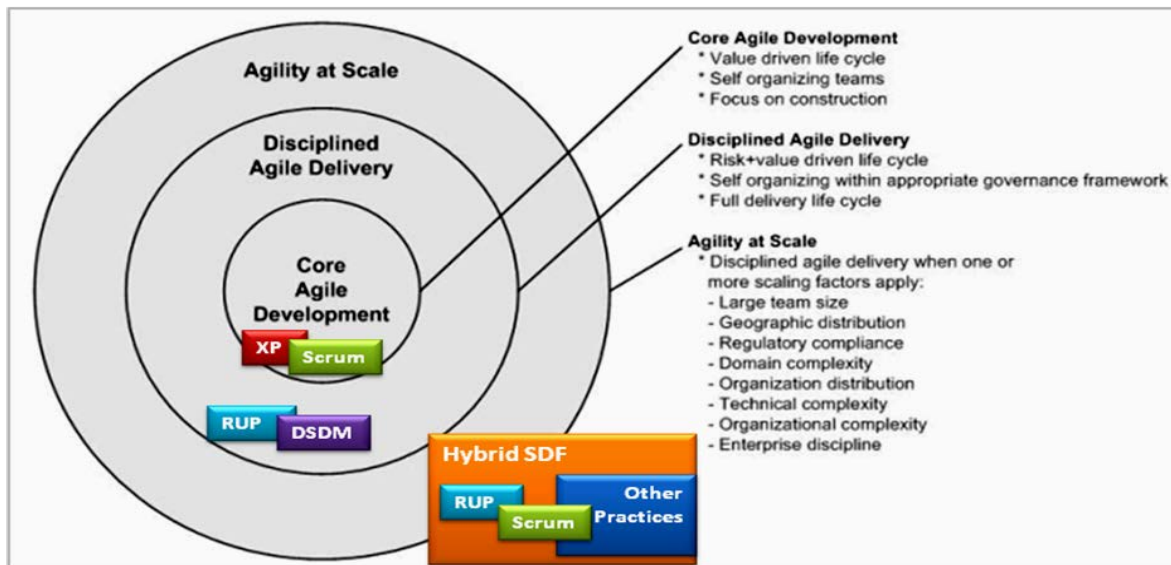 Agility at Scale
Disciplined
Agile Delivery
Core
Agile
Development
XP
Scrum
RUP
DSDM
Hybrid SDF
RUP
Scrum
Other
Practices
Core Agile Development
* Value driven life cycle
* Self organizing teams
* Focus on construction
Disciplined Agile Delivery
* Risk+value driven life cycle
* Self organizing within appropriate governance framework
* Full delivery life cycle
Agility at Scale
* Disciplined agile delivery when one or
more scaling factors apply:
- Large team size
- Geographic distribution
- Regulatory compliance
- Domain complexity
- Organization distribution
- Technical complexity
- Organizational complexity
- Enterprise discipline